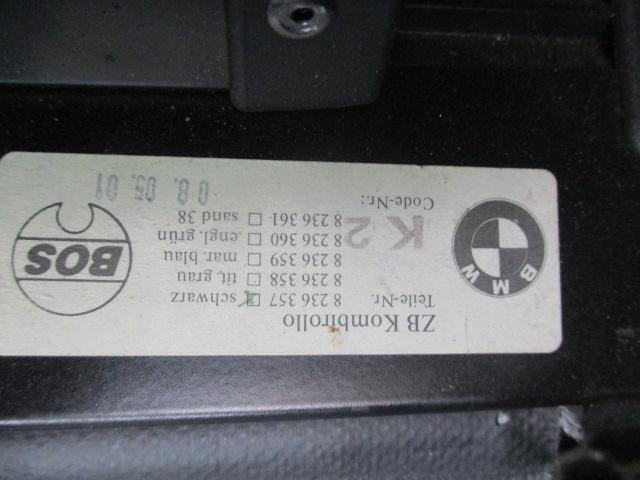 BMW
ZB Kombirollo
Teile-Nr.
8 236 357 schwarz
8 236 358 tit. grau
8 236 359 mar. blau
8 236 360 engl. grün
8 236 361 sand 38
Code-Nr.:
K 2
08. 05. 01
BOS